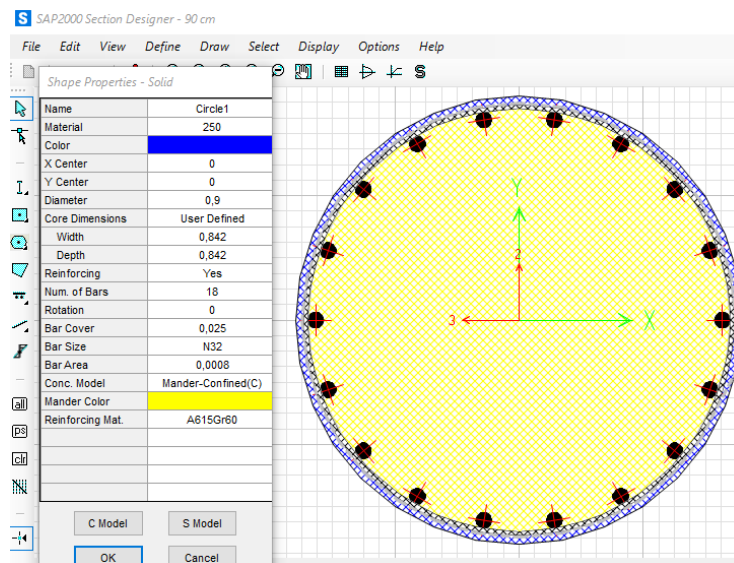 S SAP2000 Section Designer - 90 cm
File Edit View Define Draw Select Display Options Help
Shape Properties - Solid
Name Circle1
Material 250
Color
X Center 0
Y Center 0
Diameter 0,9
Core Dimensions User Defined
Width 0,842
Depth 0,842
Reinforcing Yes
Num. of Bars 18
Rotation 0
Bar Cover 0,025
Bar Size N32
Bar Area 0,0008
Conc. Model Mander-Confined(C)
Mander Color
Reinforcing Mat. A615Gr60
C Model S Model
OK Cancel
all
ps
clr
S
Y
2
3
X